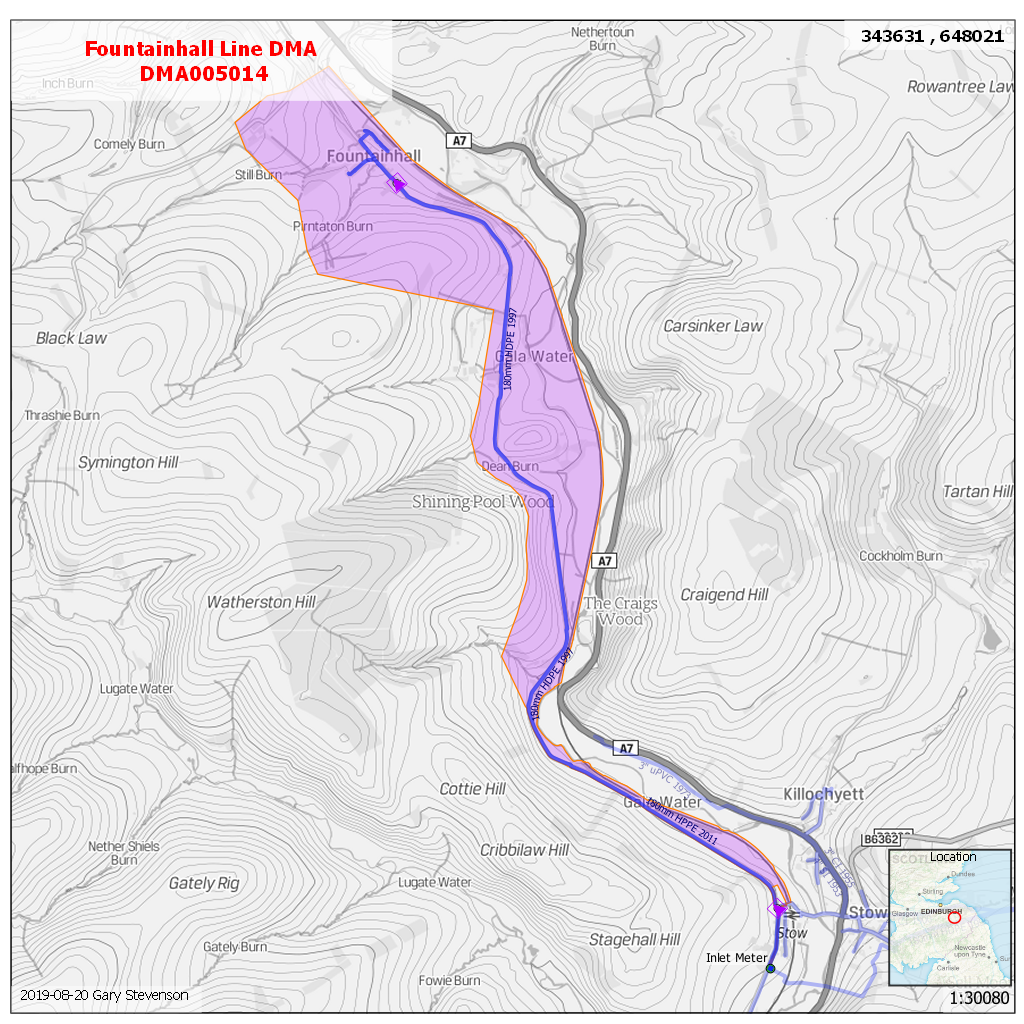 Fountainhall Line DMA
DMA005014
343631 , 648021
Nethertoun
Burn
Inch Burn
Rowantree Law
A7
Comely Burn
Fountainhall
Still Burn
Pirntaton Burn
180mm HDPE 1997
Carsinker Law
Black Law
Gala Water
Thrashie Burn
Symington Hill
Dean Burn
Shining Pool Wood
Tartan Hill
Cockholm Burn
A7
Watherston Hill
The Craigs
Wood
Craigend Hill
180mm HDPE 1997
Lugate Water
A7
alfhope Burn
3" uPVC 1973
Cottie Hill
Gala Water
Killochyett
180mm HPPE 2011
B6362
Nether Shiels
Burn
Cribbilaw Hill
3" CI 1955
Location
Dundee
Stirling
Glasgow
EDINBURGH
Newcastle
upon Tyne
Carlisle
Gately Rig
Lugate Water
Stow
Stow
Stagehall Hill
Gately Burn
Inlet Meter
Fowie Burn
2019-08-20 Gary Stevenson
1:30080